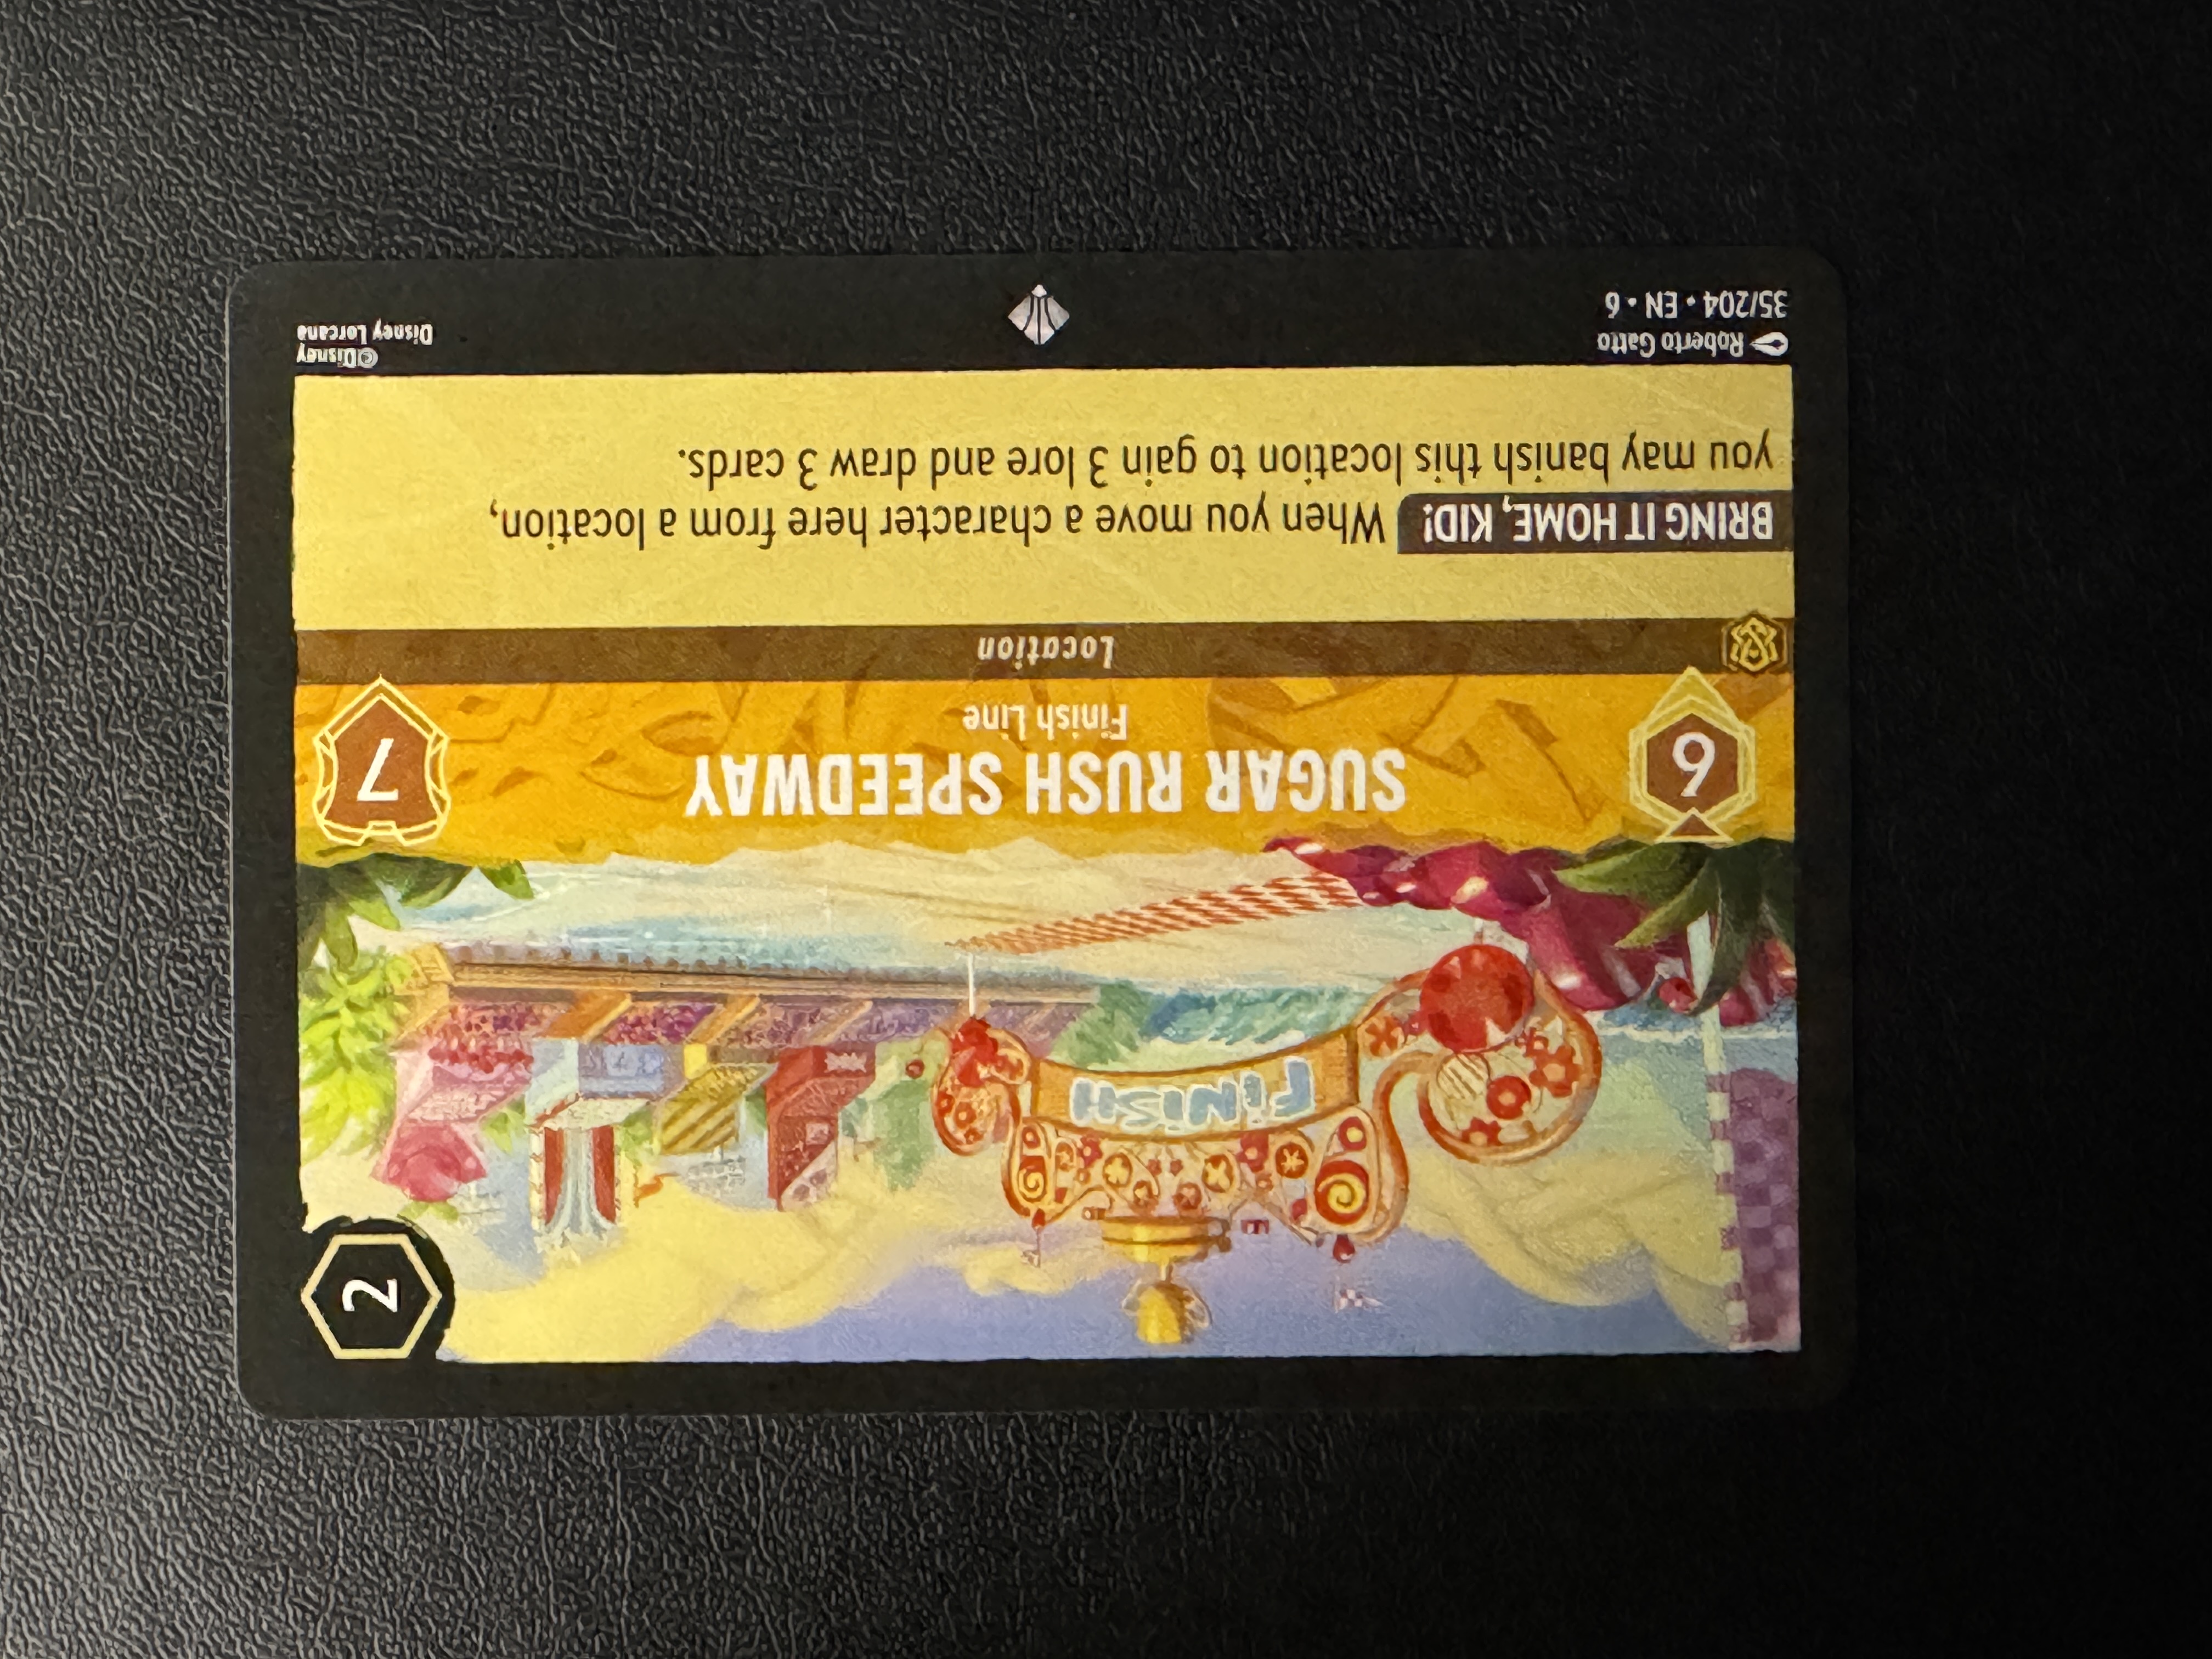 2
FiNiSH
6
SUGAR RUSH SPEEDWAY
7
Finish Line
Location
BRING IT HOME, KID! When you move a character here from a location,
you may banish this location to gain 3 lore and draw 3 cards.
Roberto Gatto
35/204 • EN • 6
©Disney
Disney Lorcana